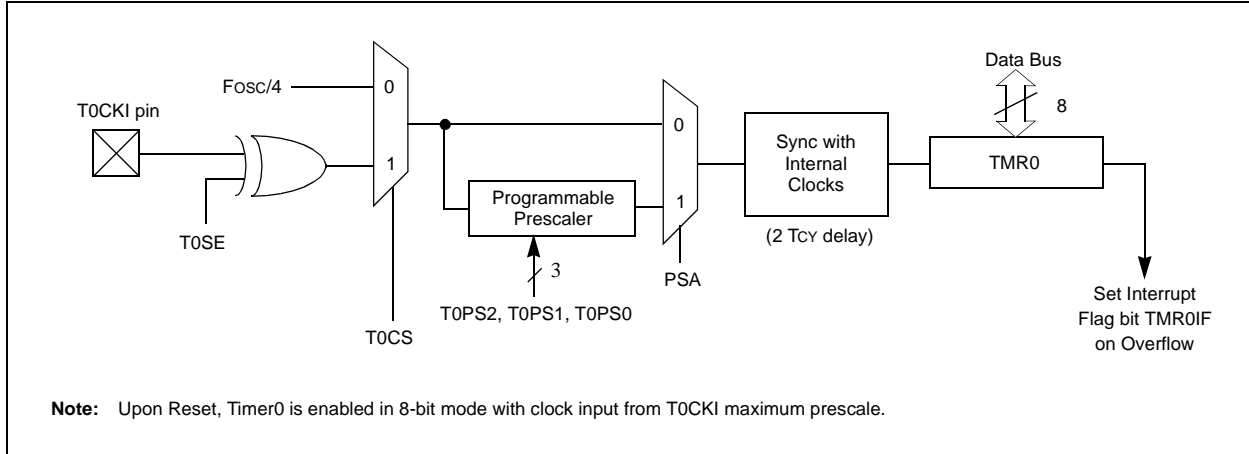 Data Bus
8
FOSC/4
0
T0CKI pin
1
T0SE
T0CS
Programmable
Prescaler
3
T0PS2, T0PS1, T0PS0
0
1
PSA
Sync with
Internal
Clocks
(2 TCY delay)
TMR0
Set Interrupt
Flag bit TMR0IF
on Overflow
Note: Upon Reset, Timer0 is enabled in 8-bit mode with clock input from T0CKI maximum prescale.